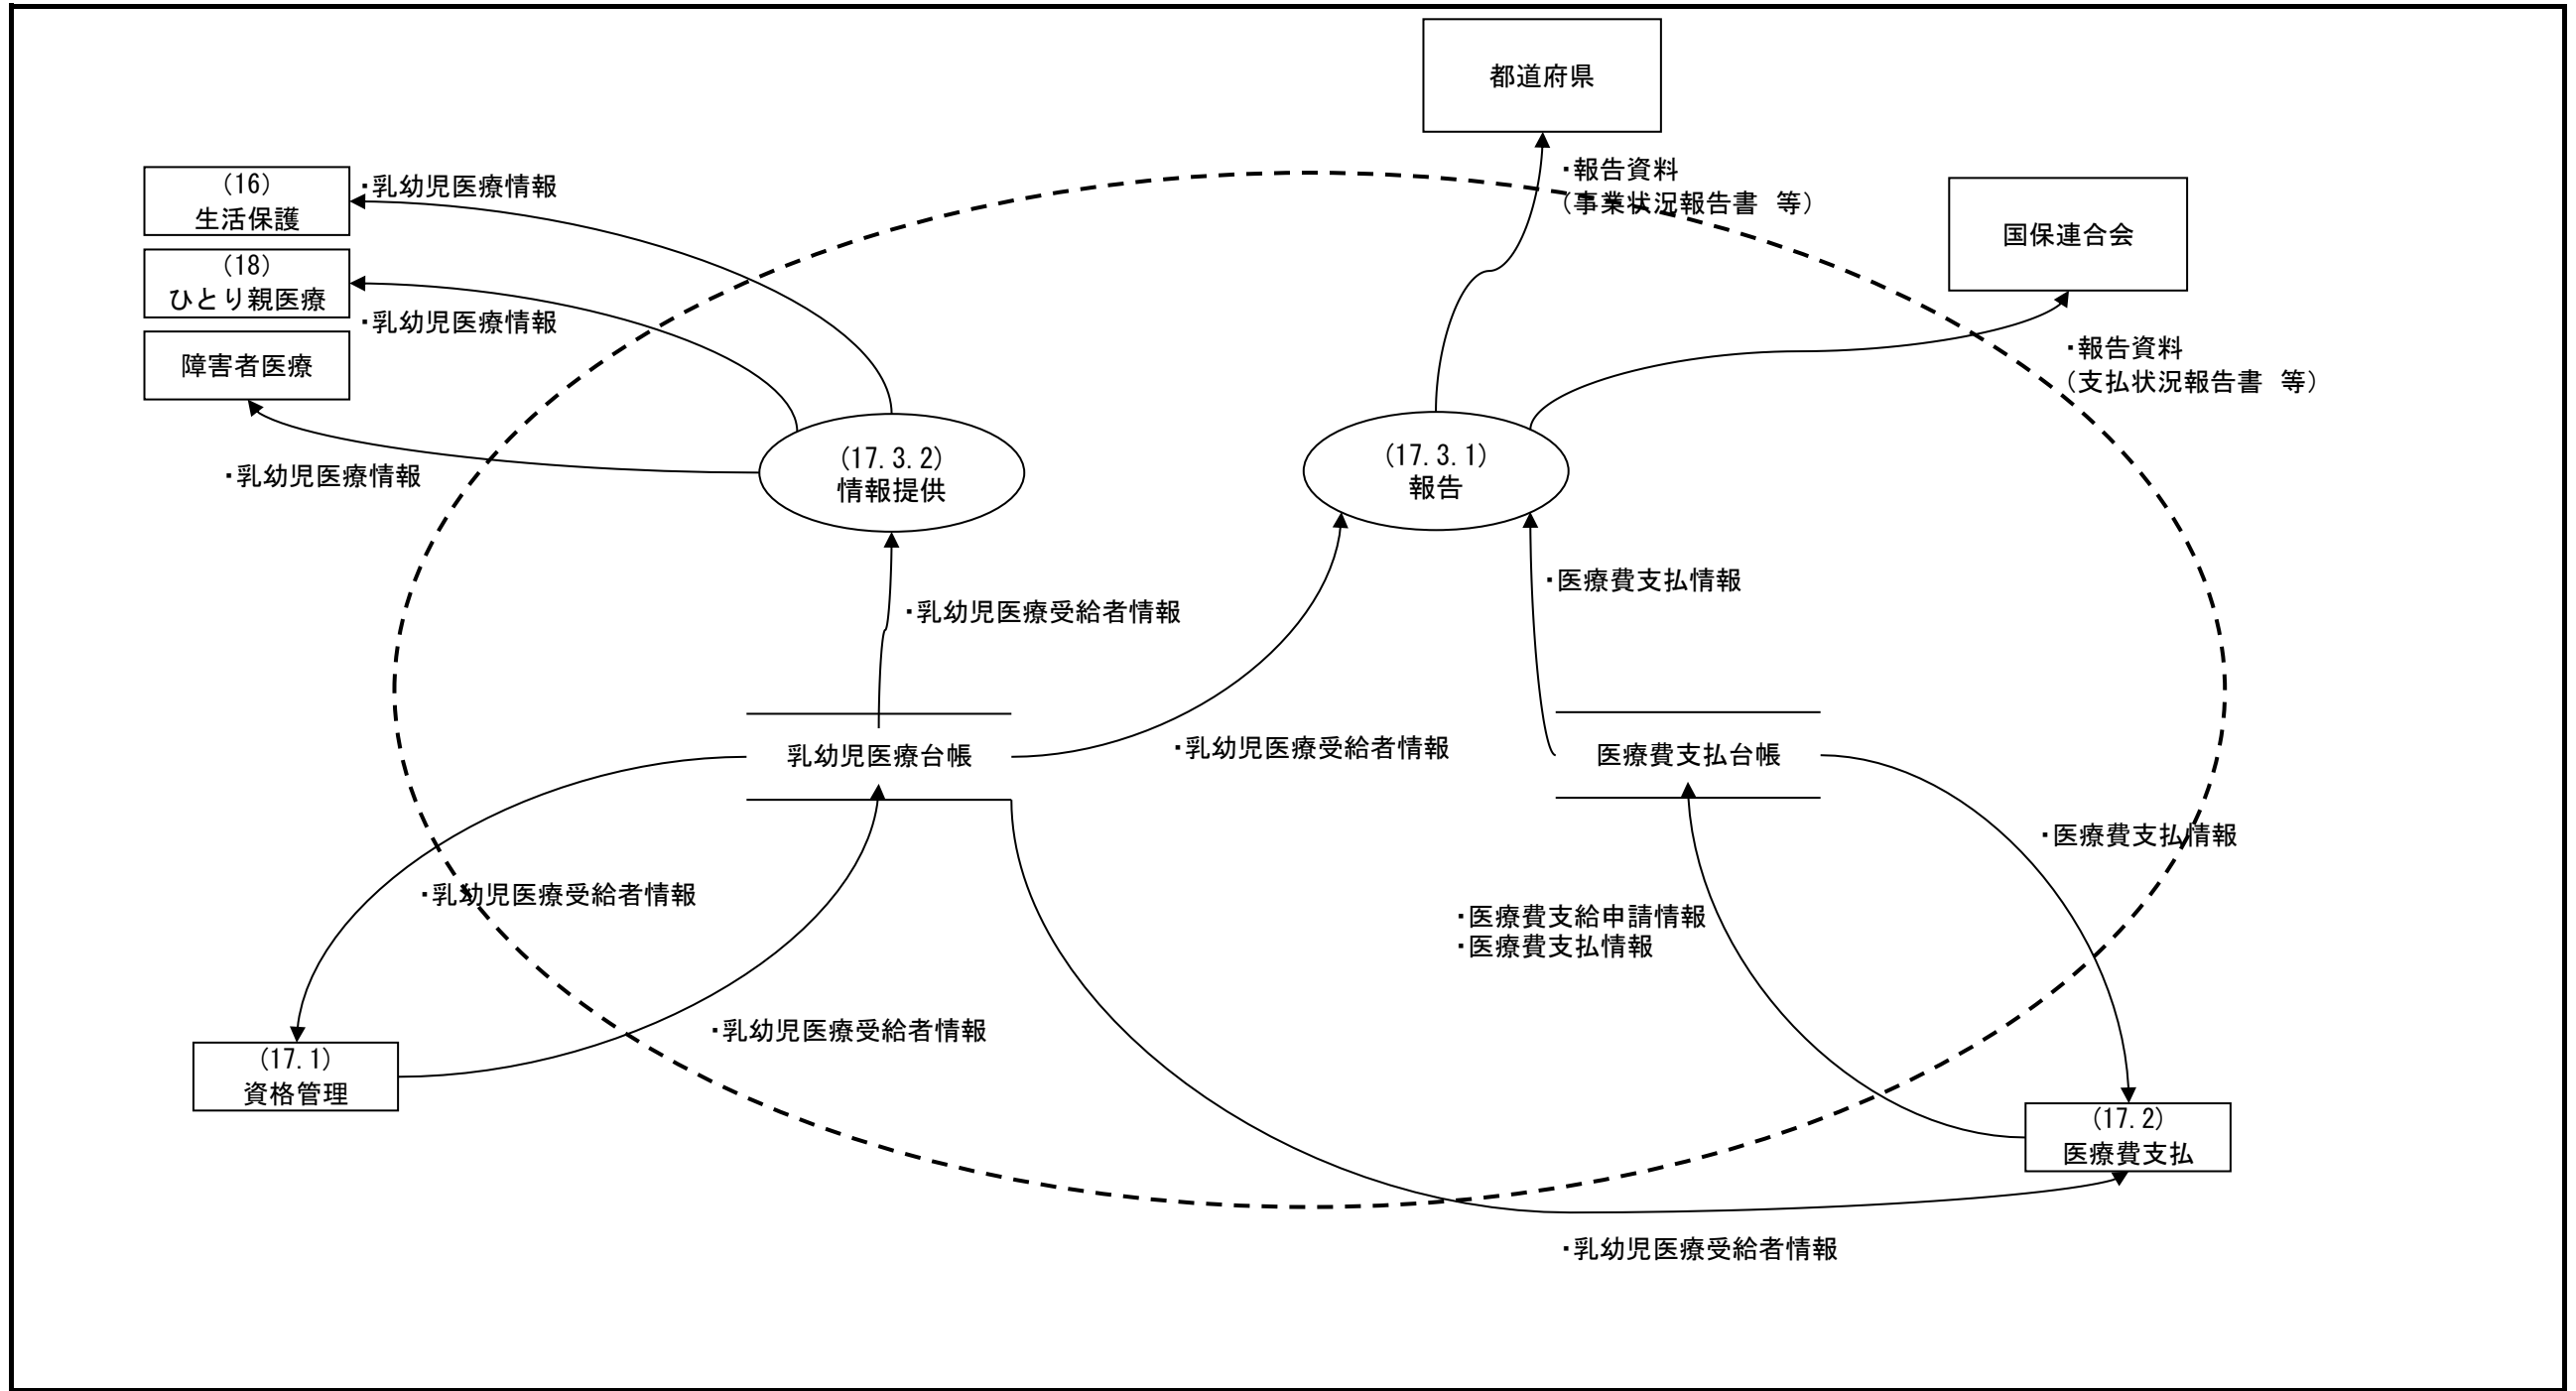 都道府県
・報告資料
（事業状況報告書　等）
(16)
生活保護
・乳幼児医療情報
国保連合会
(18)
ひとり親医療
・乳幼児医療情報
障害者医療
・報告資料
（支払状況報告書　等）
・乳幼児医療情報
(17.3.2)
情報提供
(17.3.1)
報告
・医療費支払情報
・乳幼児医療受給者情報
乳幼児医療台帳
・乳幼児医療受給者情報
医療費支払台帳
・医療費支払情報
・乳幼児医療受給者情報
・医療費支給申請情報
・医療費支払情報
・乳幼児医療受給者情報
(17.1)
資格管理
(17.2)
医療費支払
・乳幼児医療受給者情報